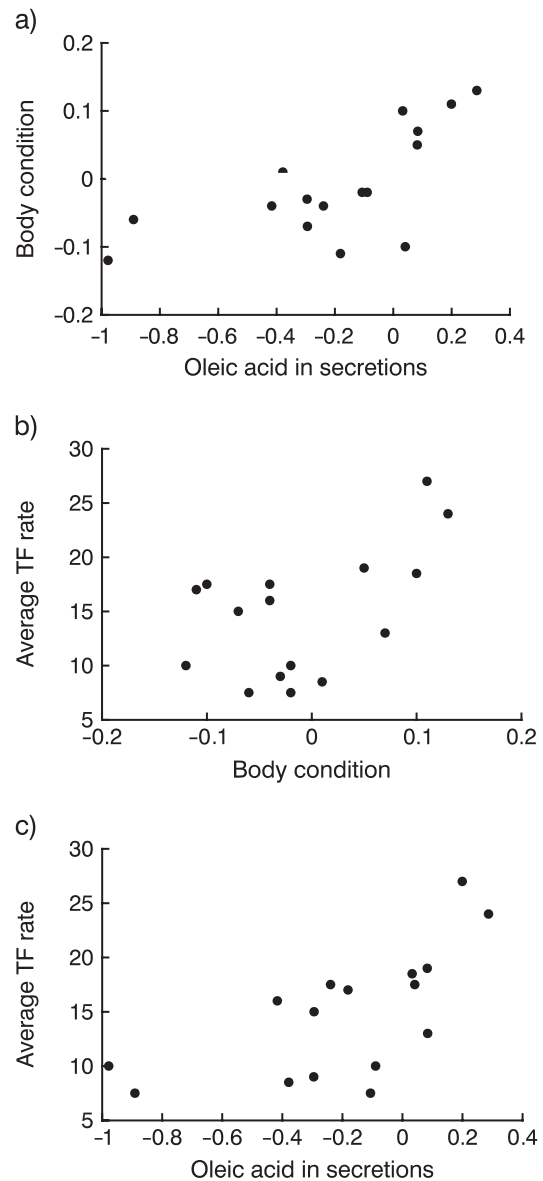 a)
0.2
0.1
0
–0.1
–0.2
Body condition
–1 –0.8 –0.6 –0.4 –0.2 0 0.2 0.4
Oleic acid in secretions
b)
30
25
20
15
10
5
Average TF rate
–0.2 –0.1 0 0.1 0.2
Body condition
c)
30
25
20
15
10
5
Average TF rate
–1 –0.8 –0.6 –0.4 –0.2 0 0.2 0.4
Oleic acid in secretions